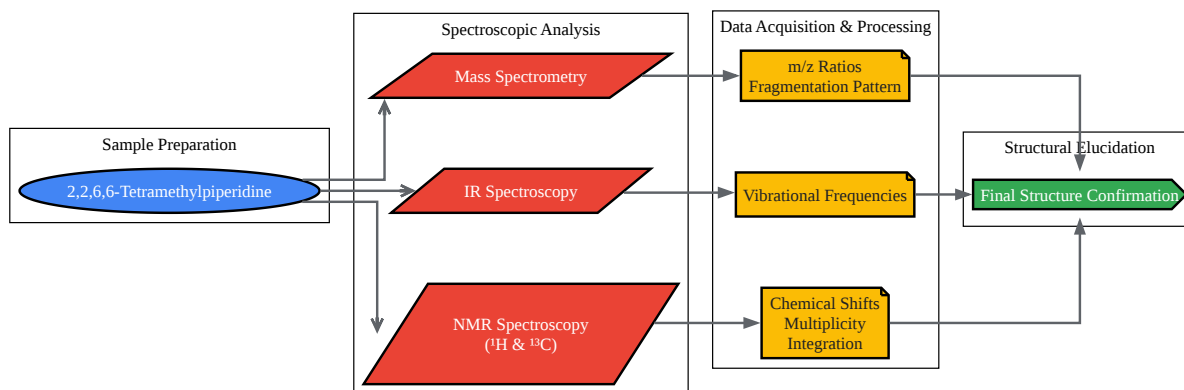 Sample Preparation
2,2,6,6-Tetramethylpiperidine
Spectroscopic Analysis
Mass Spectrometry
IR Spectroscopy
NMR Spectroscopy
(¹H & ¹³C)
Data Acquisition & Processing
m/z Ratios
Fragmentation Pattern
Vibrational Frequencies
Chemical Shifts
Multiplicity
Integration
Structural Elucidation
Final Structure Confirmation